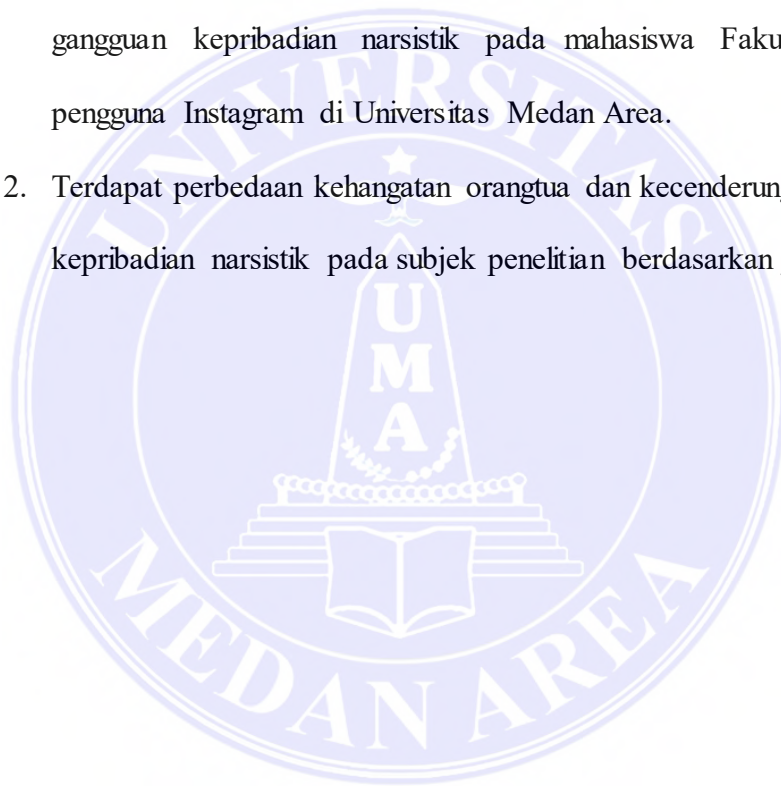 gangguan kepribadian narsistik pada mahasiswa
pengguna Instagram di Universitas Medan Area.
2. Terdapat perbedaan kehangatan orangtua dan
kepribadian narsistik pada subjek penelitian berdasarkan
UNIVERSITAS
UMA
MEDAN AREA